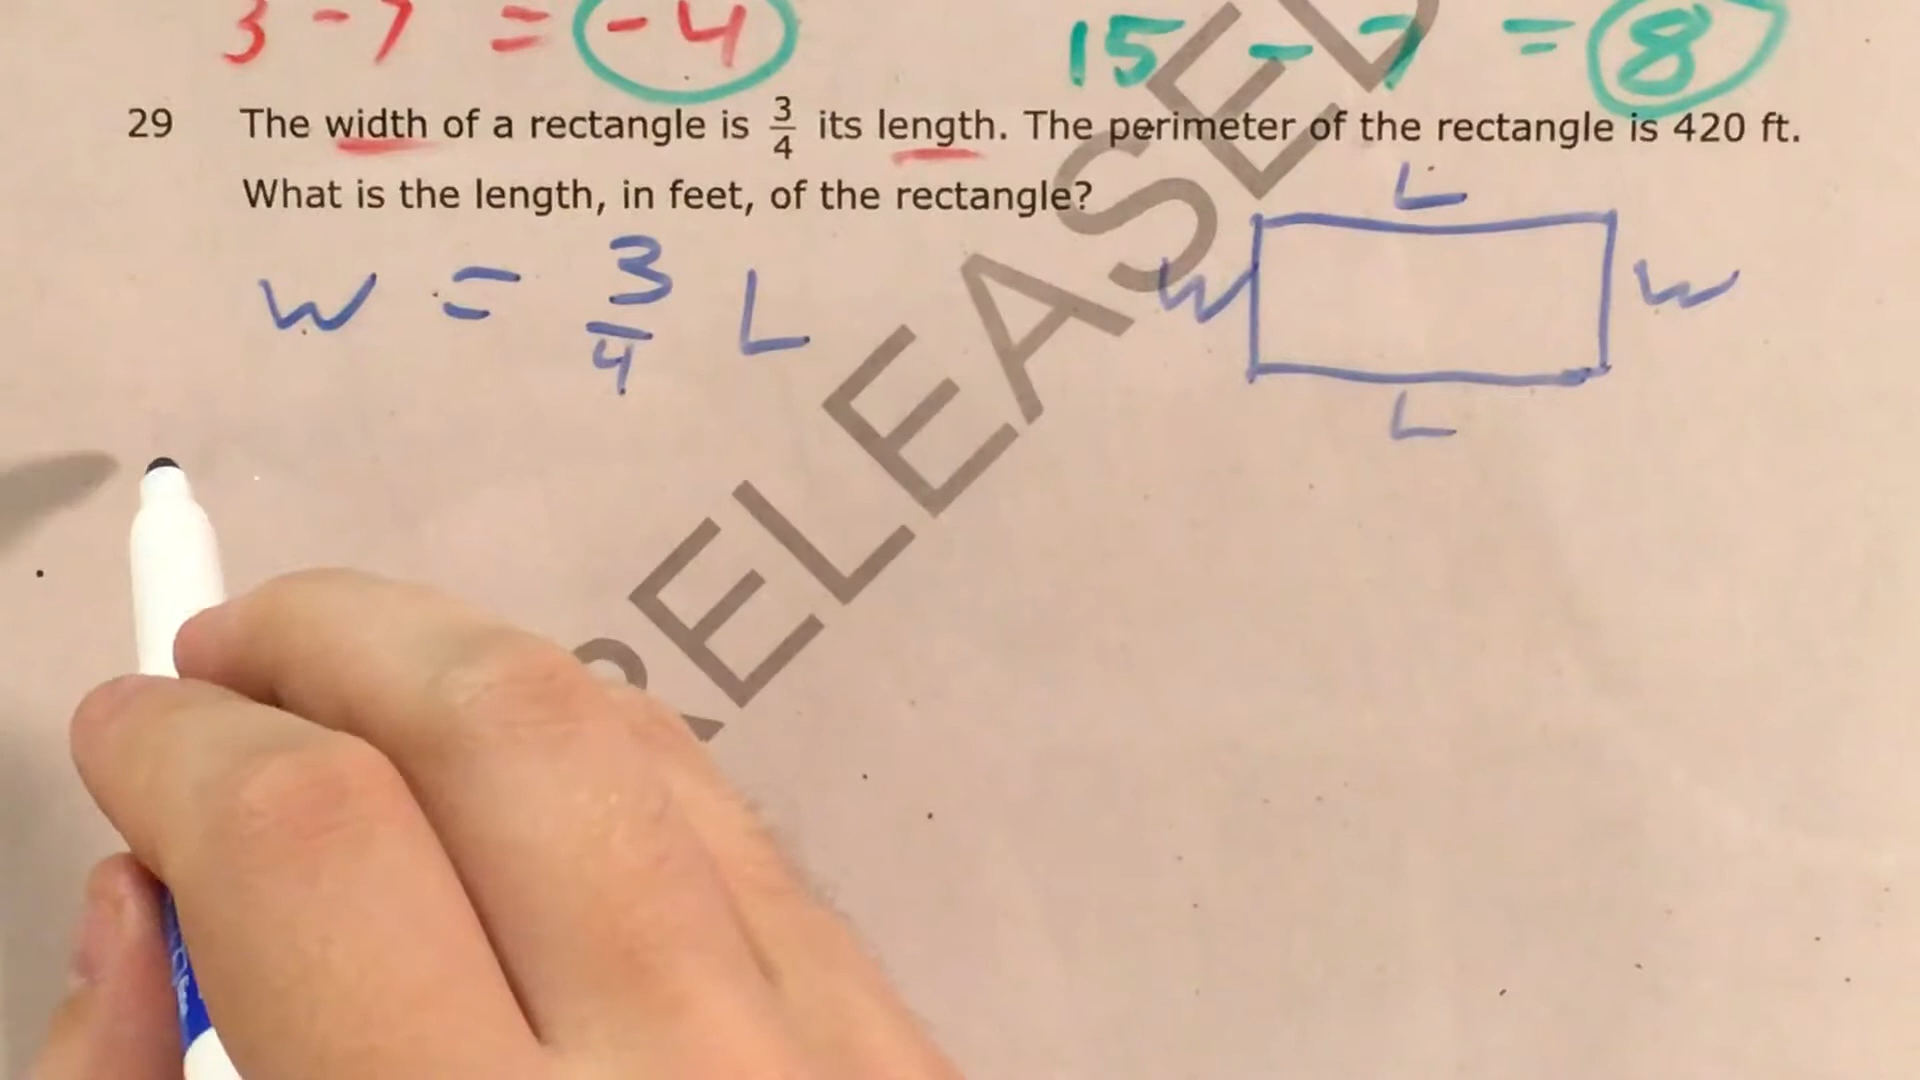 3 - 7 = -4
15 - 7 = 8
29 The width of a rectangle is 3/4 its length. The perimeter of the rectangle is 420 ft.
What is the length, in feet, of the rectangle?
W = 3/4 L
L
W
W
L
RELEASED